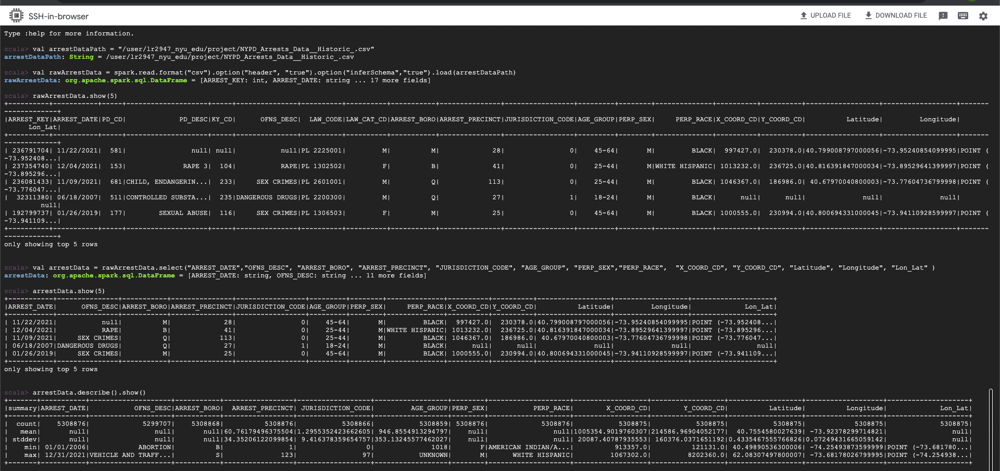 SSH-in-browser
UPLOAD FILE
DOWNLOAD FILE
Type :help for more information.
scala> val arrestDataPath = "/user/lr2947_nyu_edu/project/NYPD_Arrests_Data__Historic_.csv"
arrestDataPath: String = /user/lr2947_nyu_edu/project/NYPD_Arrests_Data__Historic_.csv
scala> val rawArrestData = spark.read.format("csv").option("header", "true").option("inferSchema","true").load(arrestDataPath)
rawArrestData: org.apache.spark.sql.DataFrame = [ARREST_KEY: int, ARREST_DATE: string ... 17 more fields]
scala> rawArrestData.show(5)
+----------+-----------+-----+--------------------+-----+---------------+----------+----------+-----------+---------------+-----------------+---------+--------+--------------+----------+----------+------------------+------------------+-------
-------------+
|ARREST_KEY|ARREST_DATE|PD_CD|             PD_DESC|KY_CD|      OFNS_DESC|  LAW_CODE|LAW_CAT_CD|ARREST_BORO|ARREST_PRECINCT|JURISDICTION_CODE|AGE_GROUP|PERP_SEX|     PERP_RACE|X_COORD_CD|Y_COORD_CD|          Latitude|         Longitude|
      Lon_Lat|
+----------+-----------+-----+--------------------+-----+---------------+----------+----------+-----------+---------------+-----------------+---------+--------+--------------+----------+----------+------------------+------------------+-------
-------------+
| 236791704| 11/22/2021|  581|                null| null|           null|PL 2225001|         M|          M|             28|                0|    45-64|       M|         BLACK|  997427.0|  230378.0|40.799008797000056|-73.95240854099995|POINT (
-73.952408...|
| 237354740| 12/04/2021|  153|              RAPE 3|  104|           RAPE|PL 1302502|         F|          B|             41|                0|    25-44|       M|WHITE HISPANIC| 1013232.0|  236725.0|40.816391847000034|-73.89529641399997|POINT (
-73.895296...|
| 236081433| 11/09/2021|  681|CHILD, ENDANGERIN...|  233|     SEX CRIMES|PL 2601001|         M|          Q|            113|                0|    25-44|       M|         BLACK| 1046367.0|  186986.0| 40.67970040800003|-73.77604736799998|POINT (
-73.776047...|
|  32311380| 06/18/2007|  511|CONTROLLED SUBSTA...|  235|DANGEROUS DRUGS|PL 2200300|         M|          Q|             27|                1|    18-24|       M|         BLACK|      null|      null|              null|              null|
         null|
| 192799737| 01/26/2019|  177|        SEXUAL ABUSE|  116|     SEX CRIMES|PL 1306503|         F|          M|             25|                0|    45-64|       M|         BLACK| 1000555.0|  230994.0|40.800694331000045|-73.94110928599997|POINT (
-73.941109...|
+----------+-----------+-----+--------------------+-----+---------------+----------+----------+-----------+---------------+-----------------+---------+--------+--------------+----------+----------+------------------+------------------+-------
-------------+
only showing top 5 rows
scala> val arrestData = rawArrestData.select("ARREST_DATE","OFNS_DESC", "ARREST_BORO", "ARREST_PRECINCT", "JURISDICTION_CODE", "AGE_GROUP", "PERP_SEX","PERP_RACE",  "X_COORD_CD", "Y_COORD_CD", "Latitude", "Longitude", "Lon_Lat" )
arrestData: org.apache.spark.sql.DataFrame = [ARREST_DATE: string, OFNS_DESC: string ... 11 more fields]
scala> arrestData.show(5)
+-----------+---------------+-----------+---------------+-----------------+---------+--------+--------------+----------+----------+------------------+------------------+--------------------+
|ARREST_DATE|      OFNS_DESC|ARREST_BORO|ARREST_PRECINCT|JURISDICTION_CODE|AGE_GROUP|PERP_SEX|     PERP_RACE|X_COORD_CD|Y_COORD_CD|          Latitude|         Longitude|             Lon_Lat|
+-----------+---------------+-----------+---------------+-----------------+---------+--------+--------------+----------+----------+------------------+------------------+--------------------+
| 11/22/2021|           null|          M|             28|                0|    45-64|       M|         BLACK|  997427.0|  230378.0|40.799008797000056|-73.95240854099995|POINT (-73.952408...|
| 12/04/2021|           RAPE|          B|             41|                0|    25-44|       M|WHITE HISPANIC| 1013232.0|  236725.0|40.816391847000034|-73.89529641399997|POINT (-73.895296...|
| 11/09/2021|     SEX CRIMES|          Q|            113|                0|    25-44|       M|         BLACK| 1046367.0|  186986.0| 40.67970040800003|-73.77604736799998|POINT (-73.776047...|
| 06/18/2007|DANGEROUS DRUGS|          Q|             27|                1|    18-24|       M|         BLACK|      null|      null|              null|              null|                null|
| 01/26/2019|     SEX CRIMES|          M|             25|                0|    45-64|       M|         BLACK| 1000555.0|  230994.0|40.800694331000045|-73.94110928599997|POINT (-73.941109...|
+-----------+---------------+-----------+---------------+-----------------+---------+--------+--------------+----------+----------+------------------+------------------+--------------------+
only showing top 5 rows
scala> arrestData.describe().show()
+-------+-----------+--------------------+-----------+-----------------+------------------+------------------+--------+--------------------+------------------+------------------+------------------+-------------------+--------------------+
|summary|ARREST_DATE|           OFNS_DESC|ARREST_BORO|  ARREST_PRECINCT| JURISDICTION_CODE|         AGE_GROUP|PERP_SEX|           PERP_RACE|        X_COORD_CD|        Y_COORD_CD|          Latitude|          Longitude|             Lon_Lat|
+-------+-----------+--------------------+-----------+-----------------+------------------+------------------+--------+--------------------+------------------+------------------+------------------+-------------------+--------------------+
|  count|    5308876|             5299707|    5308868|          5308876|           5308866|           5308859| 5308876|             5308876|           5308875|           5308875|           5308875|            5308875|             5308875|
|   mean|       null|                null|       null|60.76179496375504|1.2955352423662605| 946.8554913294797|    null|                null|1005354.9019760307|214586.96904052177|  40.7554580027639| -73.92378299714821|                null|
| stddev|       null|                null|       null|34.35206122099854| 9.416378359654757|353.13245577462027|    null|                null| 20087.40787935553|160376.0371651192|0.4335467555766826|0.07249431665059142|                null|
|    min| 01/01/2006|            ABORTION|          B|                1|                 0|              1018|       F|AMERICAN INDIAN/A...|          913357.0|          121131.0| 40.49890536300006| -74.25493873599999|POINT (-73.681780...|
|    max| 12/31/2021|VEHICLE AND TRAFF...|          S|              123|                97|           UNKNOWN|       M|      WHITE HISPANIC|         1067302.0|         8202360.0| 62.08307497800007| -73.68178026799995|POINT (-74.254938...|
+-------+-----------+--------------------+-----------+-----------------+------------------+------------------+--------+--------------------+------------------+------------------+------------------+-------------------+--------------------+